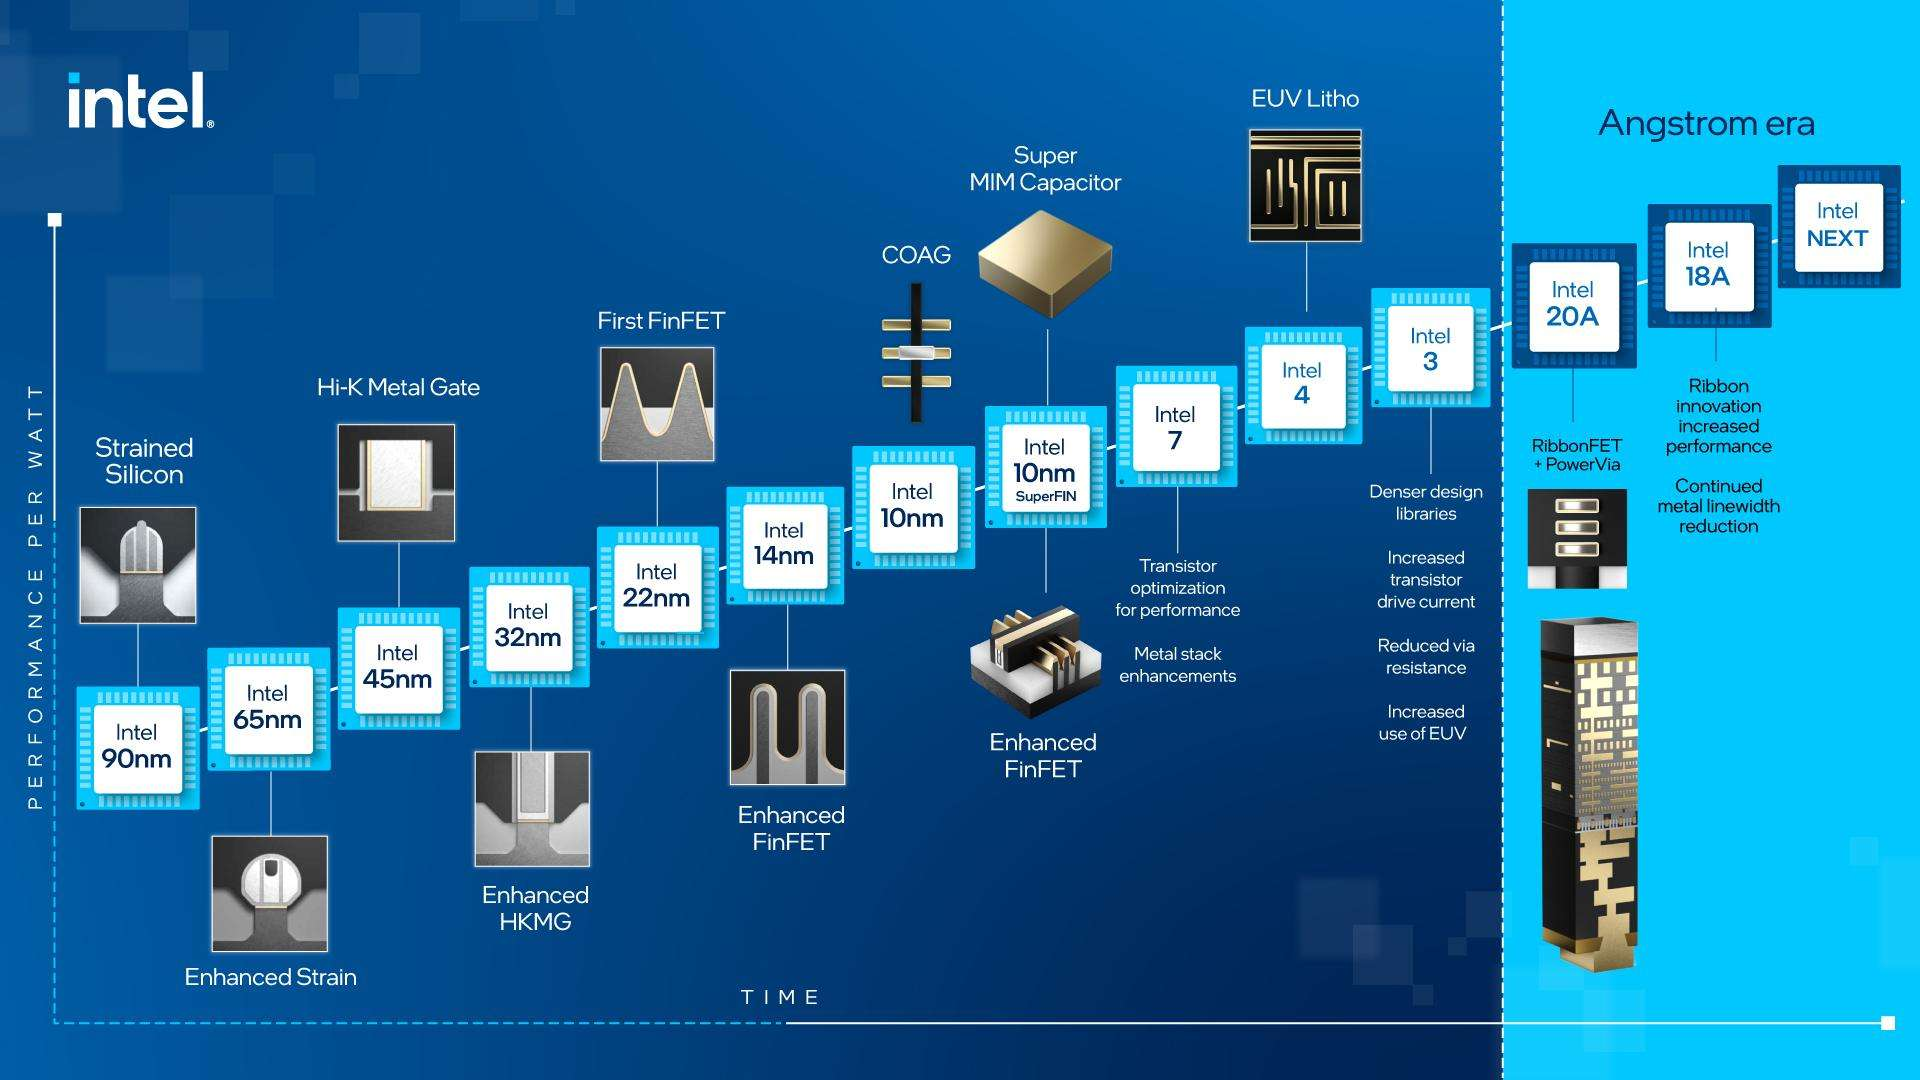 intel®
PERFORMANCE PER WATT
Strained
Silicon
Intel
90nm
Intel
65nm
Enhanced Strain
Hi-K Metal Gate
Intel
45nm
Intel
32nm
Enhanced
HKMG
First FinFET
Intel
22nm
Intel
14nm
Enhanced
FinFET
COAG
Intel
10nm
Super
MIM Capacitor
Intel
10nm
SuperFIN
Enhanced
FinFET
Intel
7
Transistor
optimization
for performance
Metal stack
enhancements
EUV Litho
Intel
4
Intel
3
Denser design
libraries
Increased
transistor
drive current
Reduced via
resistance
Increased
use of EUV
Angstrom era
Intel
20A
RibbonFET
+ PowerVia
Intel
18A
Ribbon
innovation
increased
performance
Continued
metal linewidth
reduction
Intel
NEXT
TIME